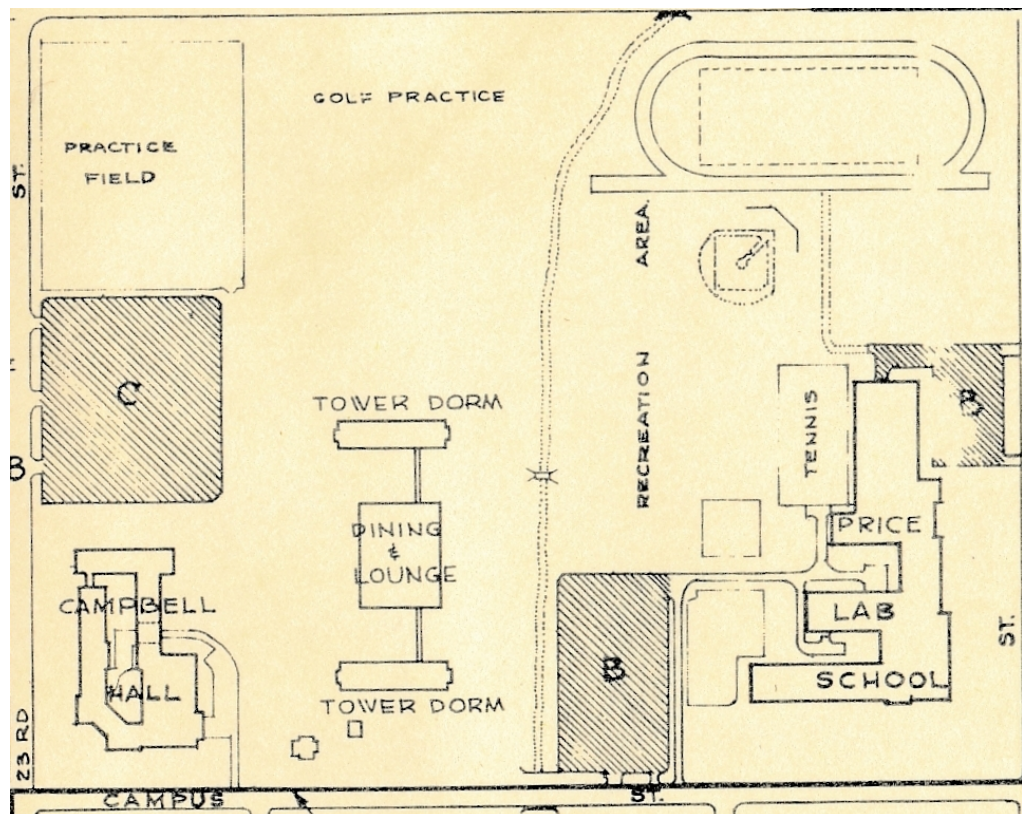 GOLF PRACTICE
PRACTICE
FIELD
ST.
RECREATION AREA
C
B
TOWER DORM
TENNIS
B
DINING
&
LOUNGE
PRICE
LAB
SCHOOL
CAMPBELL
HALL
B
TOWER DORM
23 RD
ST.
CAMPUS
ST.